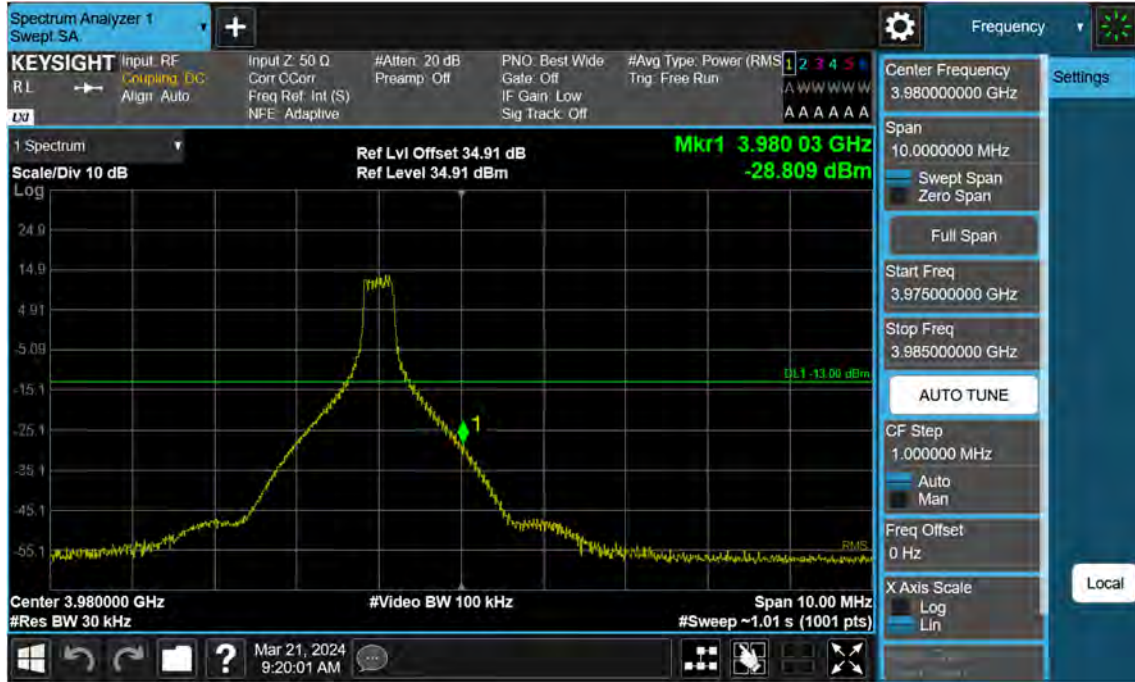 Spectrum Analyzer 1
Swept SA
Frequency
KEYSIGHT
RL
LXI
Input: RF
Coupling: DC
Align: Auto
Input Z: 50 Ω
Corr CCorr
Freq Ref: Int (S)
NFE: Adaptive
#Atten: 20 dB
Preamp: Off
PNO: Best Wide
Gate: Off
IF Gain: Low
Sig Track: Off
#Avg Type: Power (RMS
Trig: Free Run
1 2 3 4 5 6
A W W W W W
A A A A A A
1 Spectrum
Scale/Div 10 dB
Log
Ref Lvl Offset 34.91 dB
Ref Level 34.91 dBm
Mkr1 3.980 03 GHz
-28.809 dBm
24.9
14.9
4.91
-5.09
-15.1
-25.1
-35.1
-45.1
-55.1
DL1 -13.00 dBm
1
RMS
Center 3.980000 GHz
#Res BW 30 kHz
#Video BW 100 kHz
Span 10.00 MHz
#Sweep ~1.01 s (1001 pts)
Mar 21, 2024
9:20:01 AM
Center Frequency
3.980000000 GHz
Span
10.0000000 MHz
Swept Span
Zero Span
Full Span
Start Freq
3.975000000 GHz
Stop Freq
3.985000000 GHz
AUTO TUNE
CF Step
1.000000 MHz
Auto
Man
Freq Offset
0 Hz
X Axis Scale
Log
Lin
Settings
Local